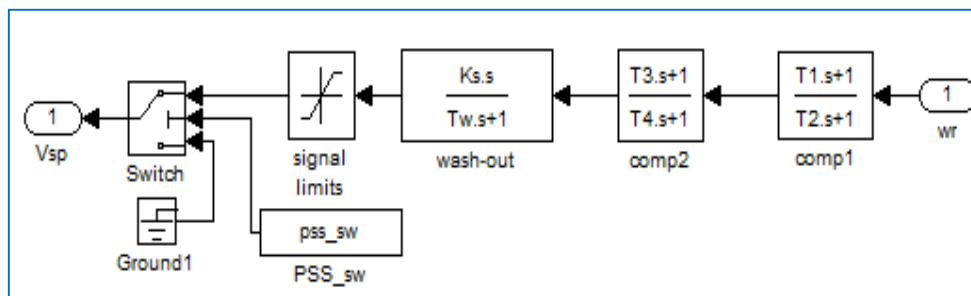 Ks.s
Tw.s+1
T3.s+1
T4.s+1
T1.s+1
T2.s+1
1
1
Vsp
Switch
signal
limits
wash-out
comp2
comp1
wr
pss_sw
Ground1
PSS_sw